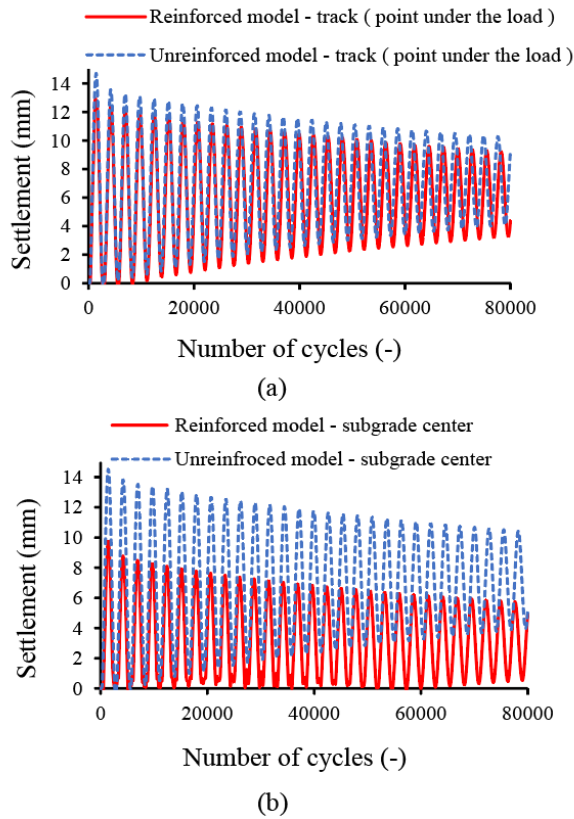 Reinforced model - track ( point under the load )
Unreinforced model - track ( point under the load )
Settlement (mm)
14
12
10
8
6
4
2
0
0 20000 40000 60000 80000
Number of cycles (-)
(a)
Reinforced model - subgrade center
Unreinfroced model - subgrade center
Settlement (mm)
14
12
10
8
6
4
2
0
0 20000 40000 60000 80000
Number of cycles (-)
(b)